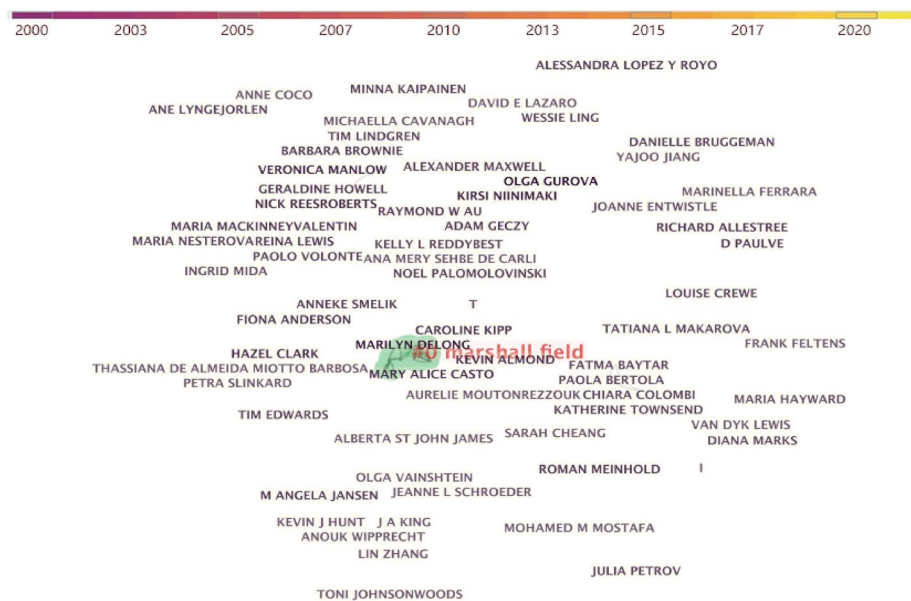 2000 2003 2005 2007 2010 2013 2015 2017 2020
ALESSANDRA LOPEZ Y ROYO
MINNA KAIPAINEN
ANNE COCO
DAVID E LAZARO
ANE LYNGEJORLEN
WESSIE LING
MICHAELLA CAVANAGH
TIM LINDGREN
DANIELLE BRUGGEMAN
BARBARA BROWNIE
YAJOO JIANG
VERONICA MANLOW
ALEXANDER MAXWELL
OLGA GUROVA
GERALDINE HOWELL
MARINELLA FERRARA
KIRSI NIINIMAKI
NICK REESROBERTS
JOANNE ENTWISTLE
RAYMOND W AU
MARIA MACKINNEYVALENTIN
ADAM GECZY
RICHARD ALLESTREE
MARIA NESTEROVAREINA LEWIS
KELLY L REDDYBEST
D PAULVE
PAOLO VOLONTE
ANA MERY SEHBE DE CARLI
INGRID MIDA
NOEL PALOMOLOVINSKI
LOUISE CREWE
ANNEKE SMELIK
T
FIONA ANDERSON
CAROLINE KIPP
TATIANA L MAKAROVA
MARILYN DELONG
FRANK FELTENS
HAZEL CLARK
#0 marshall field
KEVIN ALMOND
FATMA BAYTAR
THASSIANA DE ALMEIDA MIOTTO BARBOSA
MARY ALICE CASTO
PETRA SLINKARD
PAOLA BERTOLA
AURELIE MOUTONREZZOUK
CHIARA COLOMBI
MARIA HAYWARD
KATHERINE TOWNSEND
TIM EDWARDS
VAN DYK LEWIS
SARAH CHEANG
ALBERTA ST JOHN JAMES
DIANA MARKS
ROMAN MEINHOLD
I
OLGA VAINSHTEIN
M ANGELA JANSEN
JEANNE L SCHROEDER
KEVIN J HUNT
J A KING
MOHAMED M MOSTAFA
ANOUK WIPPRECHT
LIN ZHANG
JULIA PETROV
TONI JOHNSONWOODS